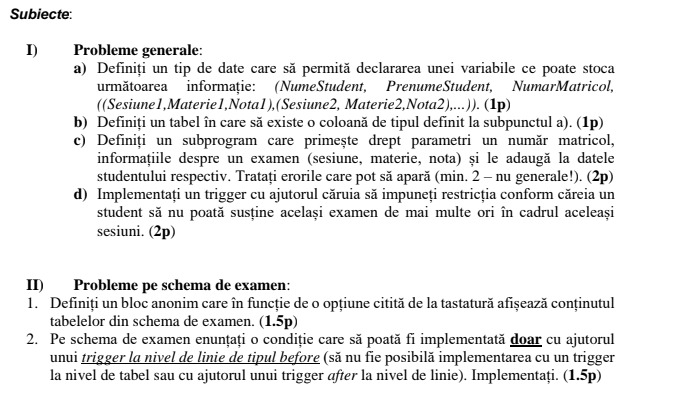 Subiecte:
I) Probleme generale:
a) Definiți un tip de date care să permită declararea unei variabile ce poate stoca
următoarea informație: (NumeStudent, PrenumeStudent, NumarMatricol,
((Sesiune1,Materie1,Nota1),(Sesiune2, Materie2,Nota2),...)). (1p)
b) Definiți un tabel în care să existe o coloană de tipul definit la subpunctul a). (1p)
c) Definiți un subprogram care primește drept parametri un număr matricol,
informațiile despre un examen (sesiune, materie, nota) și le adaugă la datele
studentului respectiv. Tratați erorile care pot să apară (min. 2 – nu generale!). (2p)
d) Implementați un trigger cu ajutorul căruia să impuneți restricția conform căreia un
student să nu poată susține același examen de mai multe ori în cadrul aceleași
sesiuni. (2p)
II) Probleme pe schema de examen:
1. Definiți un bloc anonim care în funcție de o opțiune citită de la tastatură afișează conținutul
tabelelor din schema de examen. (1.5p)
2. Pe schema de examen enunțați o condiție care să poată fi implementată doar cu ajutorul
unui trigger la nivel de linie de tipul before (să nu fie posibilă implementarea cu un trigger
la nivel de tabel sau cu ajutorul unui trigger after la nivel de linie). Implementați. (1.5p)